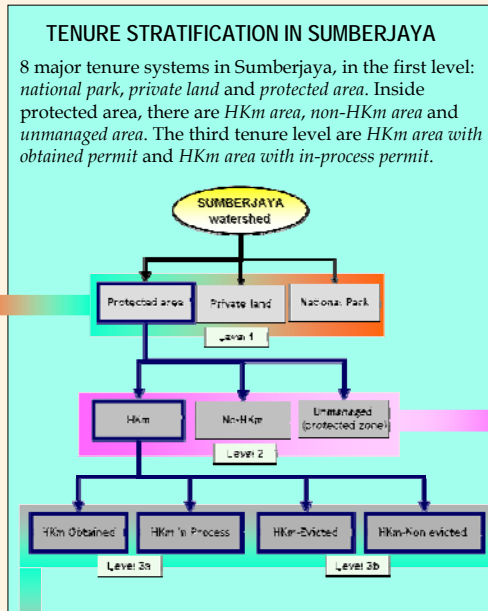 TENURE STRATIFICATION IN SUMBERJAYA
8 major tenure systems in Sumberjaya, in the first level:
national park, private land and protected area. Inside
protected area, there are HKm area, non-HKm area and
unmanaged area. The third tenure level are HKm area with
obtained permit and HKm area with in-process permit.
SUMBERJAYA
watershed
Protected area
Private land
National Park
Level 1
HKm
No-HKm
Unmanaged
(protected zone)
Level 2
HKm Obtained
HKm In Process
HKm-Evicted
HKm-Non evicted
Level 3a
Level 3b